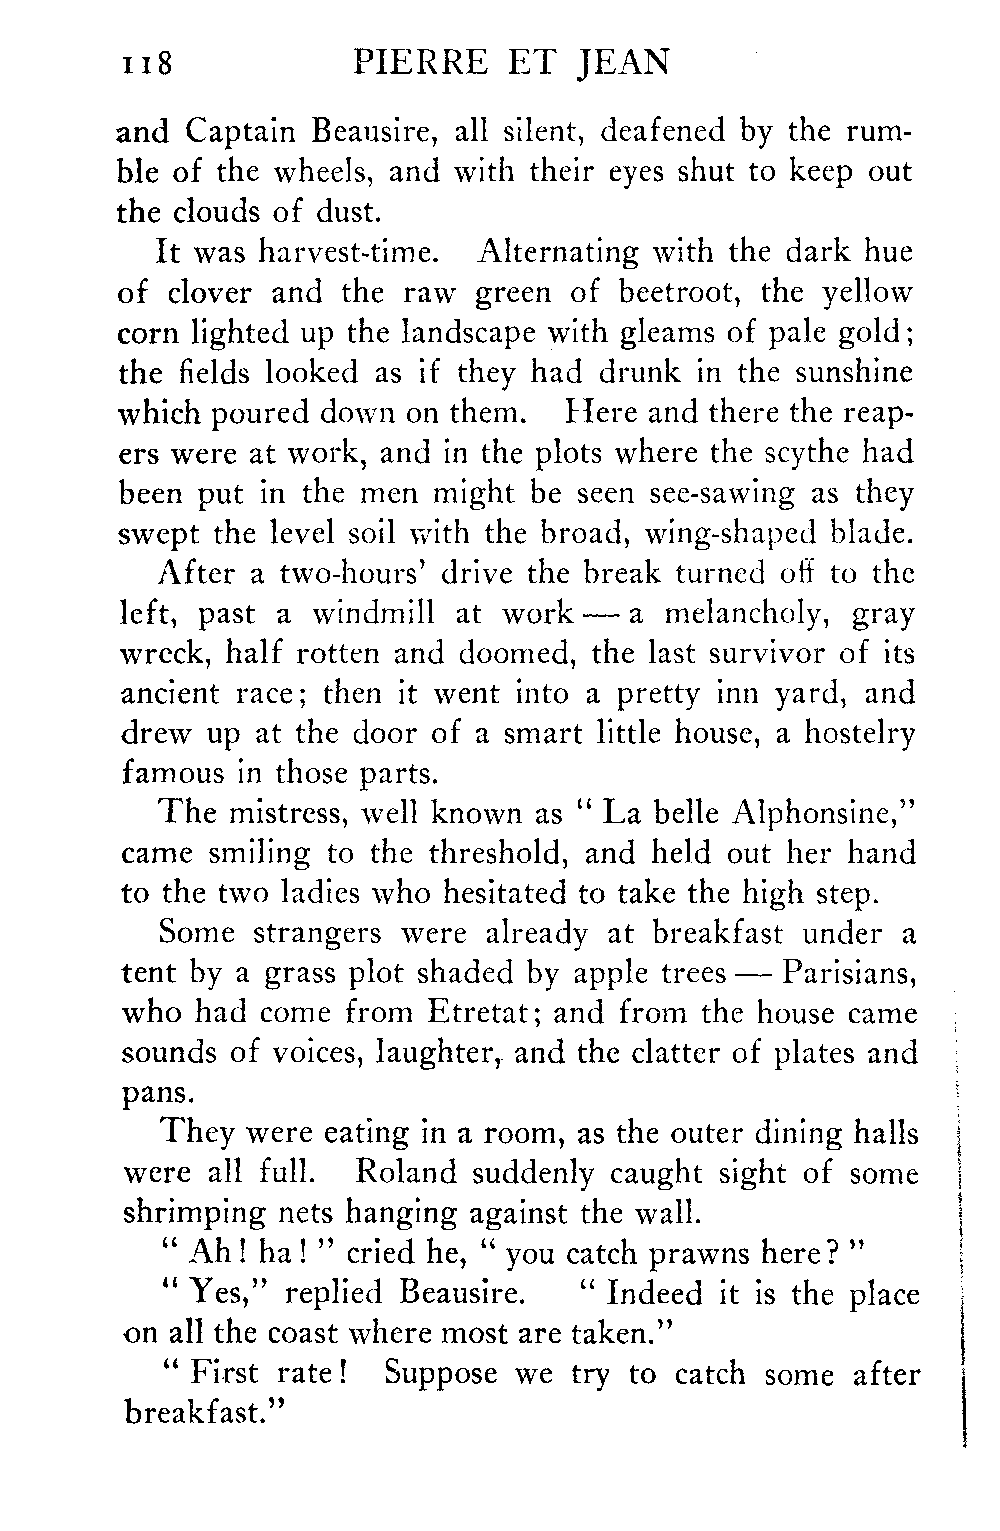 118 PIERRE ET JEAN
and Captain Beausire, all silent, deafened by the rum-
ble of the wheels, and with their eyes shut to keep out
the clouds of dust.
It was harvest-time. Alternating with the dark hue
of clover and the raw green of beetroot, the yellow
corn lighted up the landscape with gleams of pale gold;
the fields looked as if they had drunk in the sunshine
which poured down on them. Here and there the reap-
ers were at work, and in the plots where the scythe had
been put in the men might be seen see-sawing as they
swept the level soil with the broad, wing-shaped blade.
After a two-hours' drive the break turned off to the
left, past a windmill at work — a melancholy, gray
wreck, half rotten and doomed, the last survivor of its
ancient race; then it went into a pretty inn yard, and
drew up at the door of a smart little house, a hostelry
famous in those parts.
The mistress, well known as " La belle Alphonsine,"
came smiling to the threshold, and held out her hand
to the two ladies who hesitated to take the high step.
Some strangers were already at breakfast under a
tent by a grass plot shaded by apple trees — Parisians,
who had come from Etretat; and from the house came
sounds of voices, laughter, and the clatter of plates and
pans.
They were eating in a room, as the outer dining halls
were all full. Roland suddenly caught sight of some
shrimping nets hanging against the wall.
" Ah! ha! " cried he, " you catch prawns here? "
" Yes," replied Beausire. " Indeed it is the place
on all the coast where most are taken."
" First rate! Suppose we try to catch some after
breakfast."